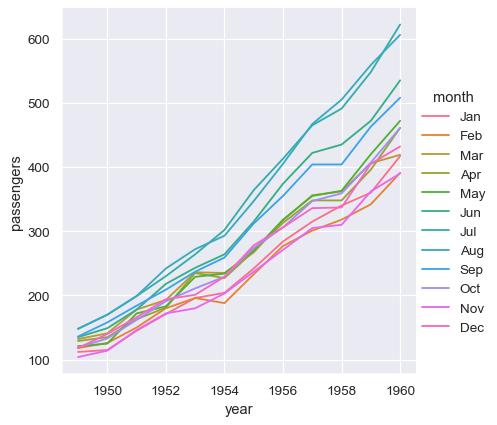 600
500
400
300
200
100
passengers
1950 1952 1954 1956 1958 1960
year
month
Jan
Feb
Mar
Apr
May
Jun
Jul
Aug
Sep
Oct
Nov
Dec